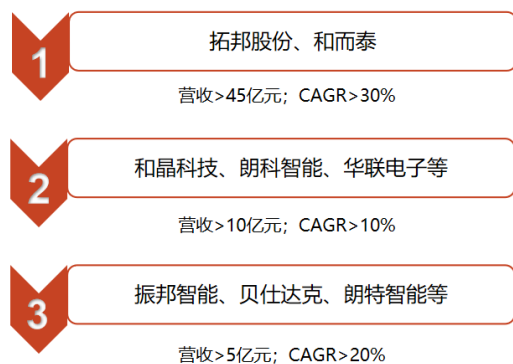 1
拓邦股份、和而泰
营收>45亿元；CAGR>30%
2
和晶科技、朗科智能、华联电子等
营收>10亿元；CAGR>10%
3
振邦智能、贝仕达克、朗特智能等
营收>5亿元；CAGR>20%